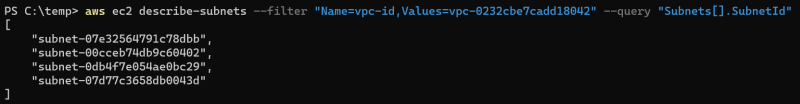 PS C:\temp> aws ec2 describe-subnets --filter "Name=vpc-id,Values=vpc-0232cbe7cadd18042" --query "Subnets[].SubnetId"
[
    "subnet-07e32564791c78dbb",
    "subnet-00cceb74db9c60402",
    "subnet-0db4f7e054ae0bc29",
    "subnet-07d77c3658db0043d"
]